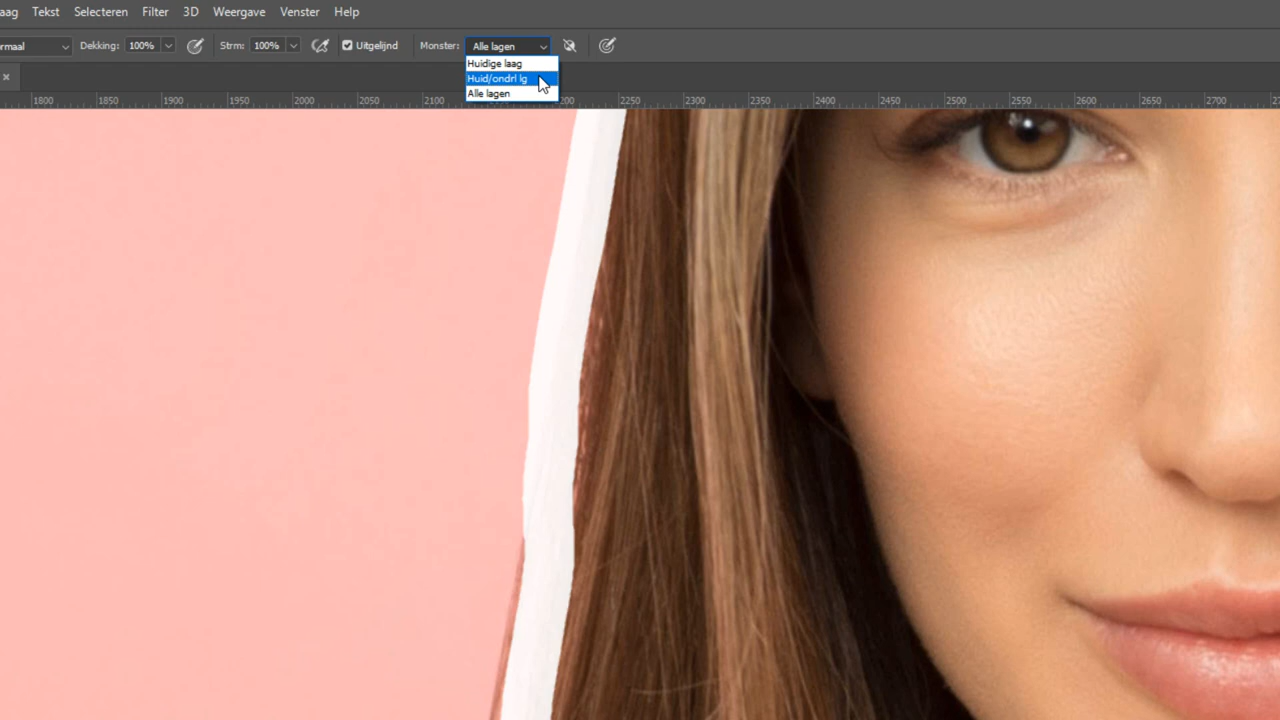 aag Tekst Selecteren Filter 3D Weergave Venster Help
rmaal Dekking: 100% Strm: 100% Uitgelijnd Monster: Alle lagen
Huidige laag
Huid/ondrl lg
Alle lagen
1800 1850 1900 1950 2000 2050 2100 200 2250 2300 2350 2400 2450 2500 2550 2600 2650 2700